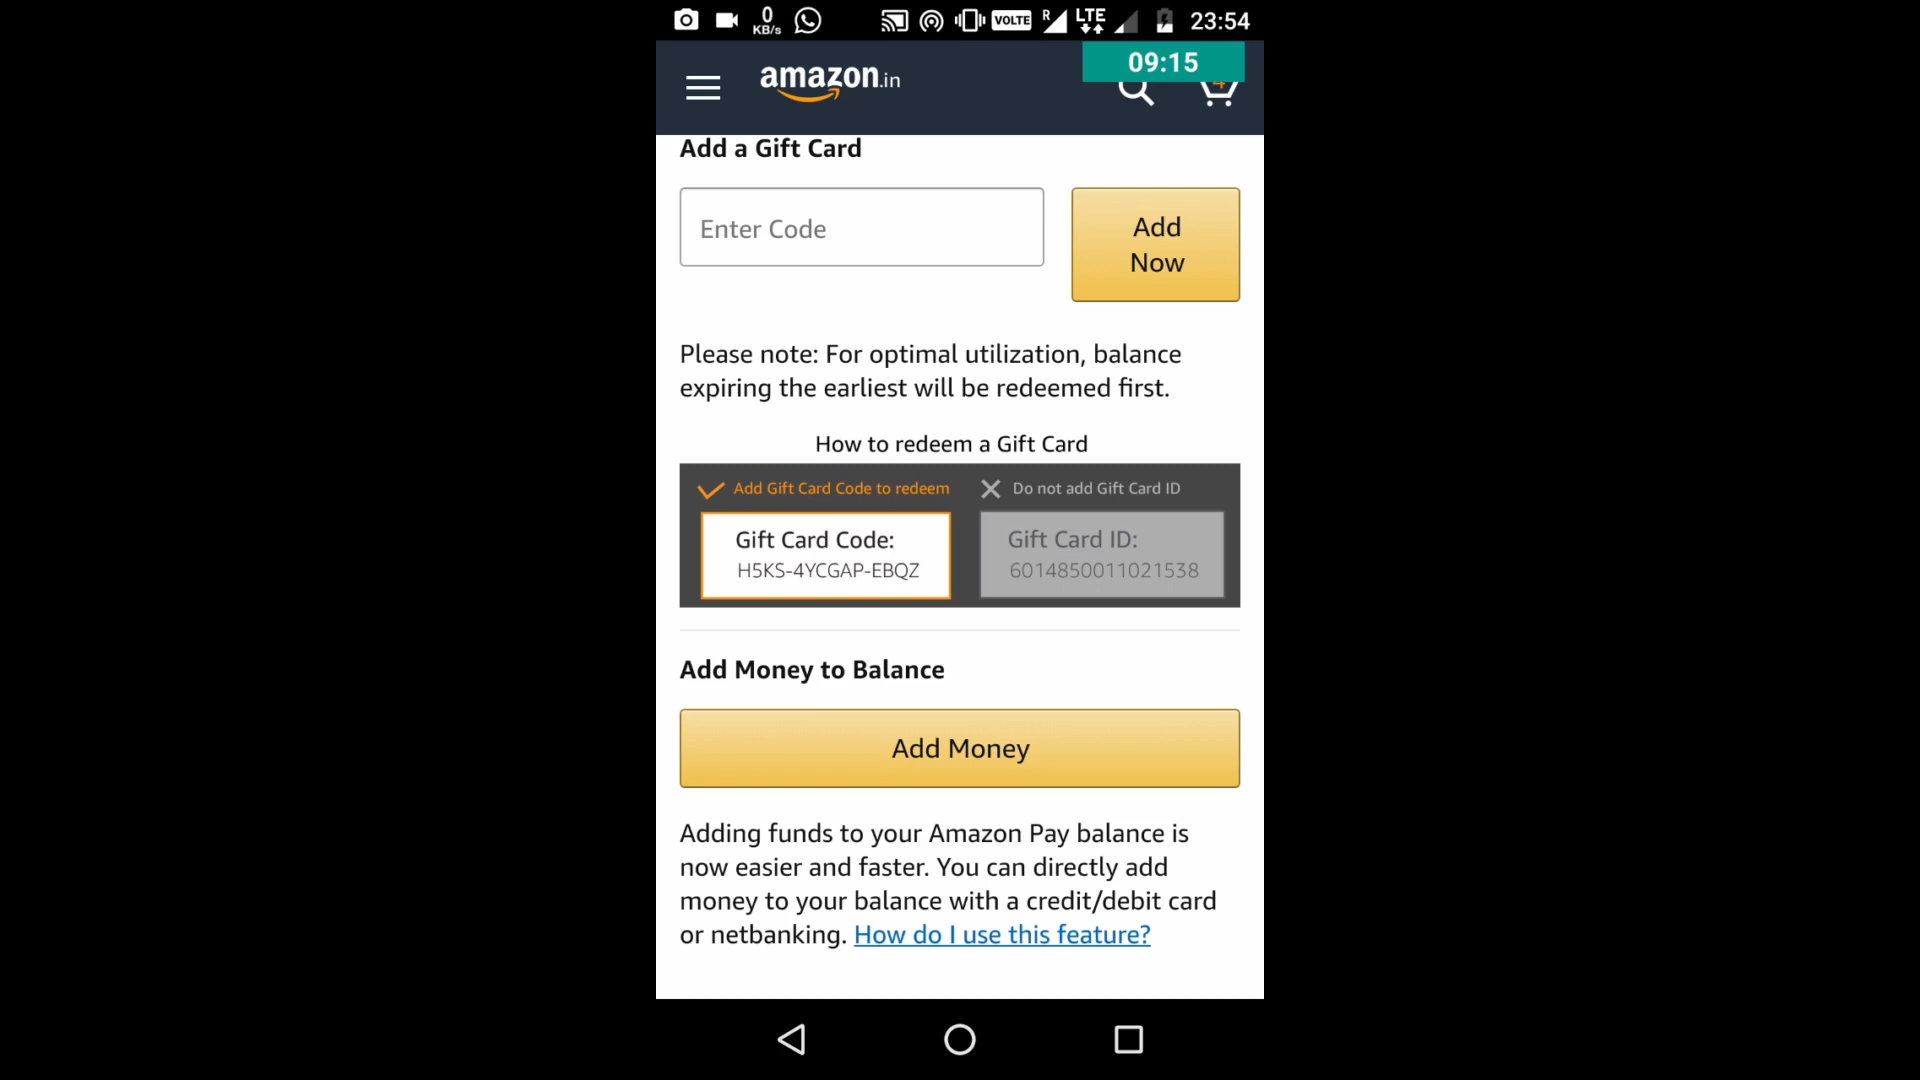 0 KB/s VOLTE R LTE 23:54
09:15
amazon.in
4
Add a Gift Card
Enter Code
Add
Now
Please note: For optimal utilization, balance
expiring the earliest will be redeemed first.
How to redeem a Gift Card
Add Gift Card Code to redeem
Do not add Gift Card ID
Gift Card Code:
H5KS-4YCGAP-EBQZ
Gift Card ID:
6014850011021538
Add Money to Balance
Add Money
Adding funds to your Amazon Pay balance is
now easier and faster. You can directly add
money to your balance with a credit/debit card
or netbanking. How do I use this feature?